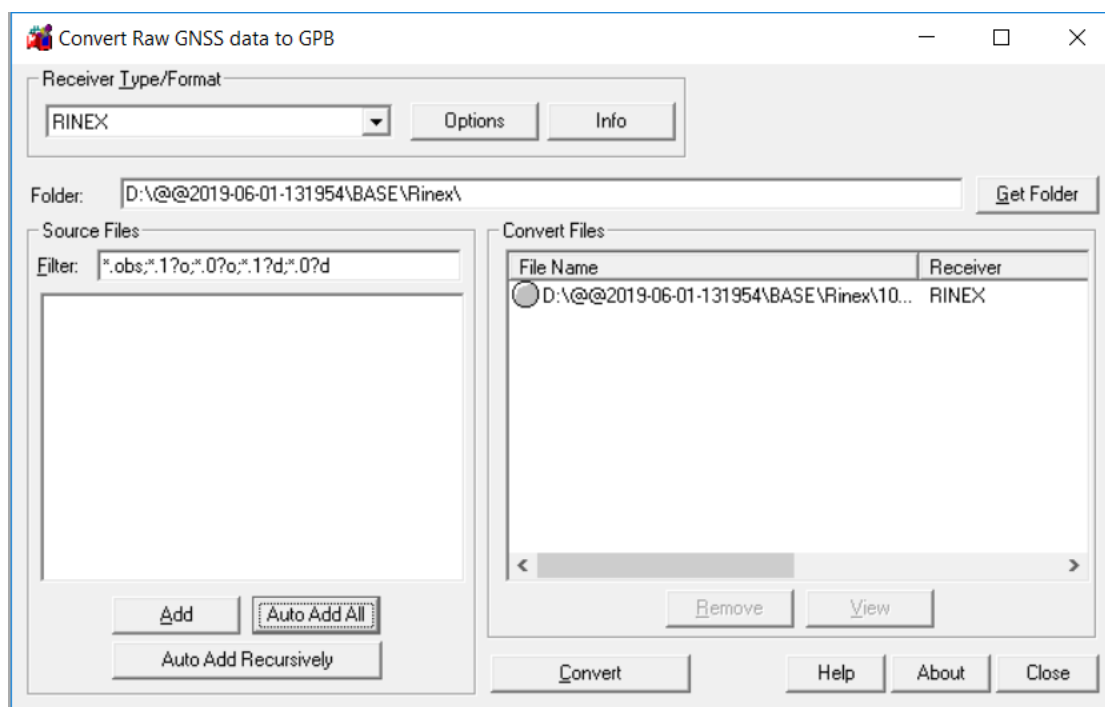 Convert Raw GNSS data to GPB
Receiver Type/Format
RINEX
Options
Info
Folder:
D:\@@2019-06-01-131954\BASE\Rinex\
Get Folder
Source Files
Filter:
*.obs;*.1?o;*.0?o;*.1?d;*.0?d
Add
Auto Add All
Auto Add Recursively
Convert Files
File Name
Receiver
D:\@@2019-06-01-131954\BASE\Rinex\10...
RINEX
Remove
View
Convert
Help
About
Close